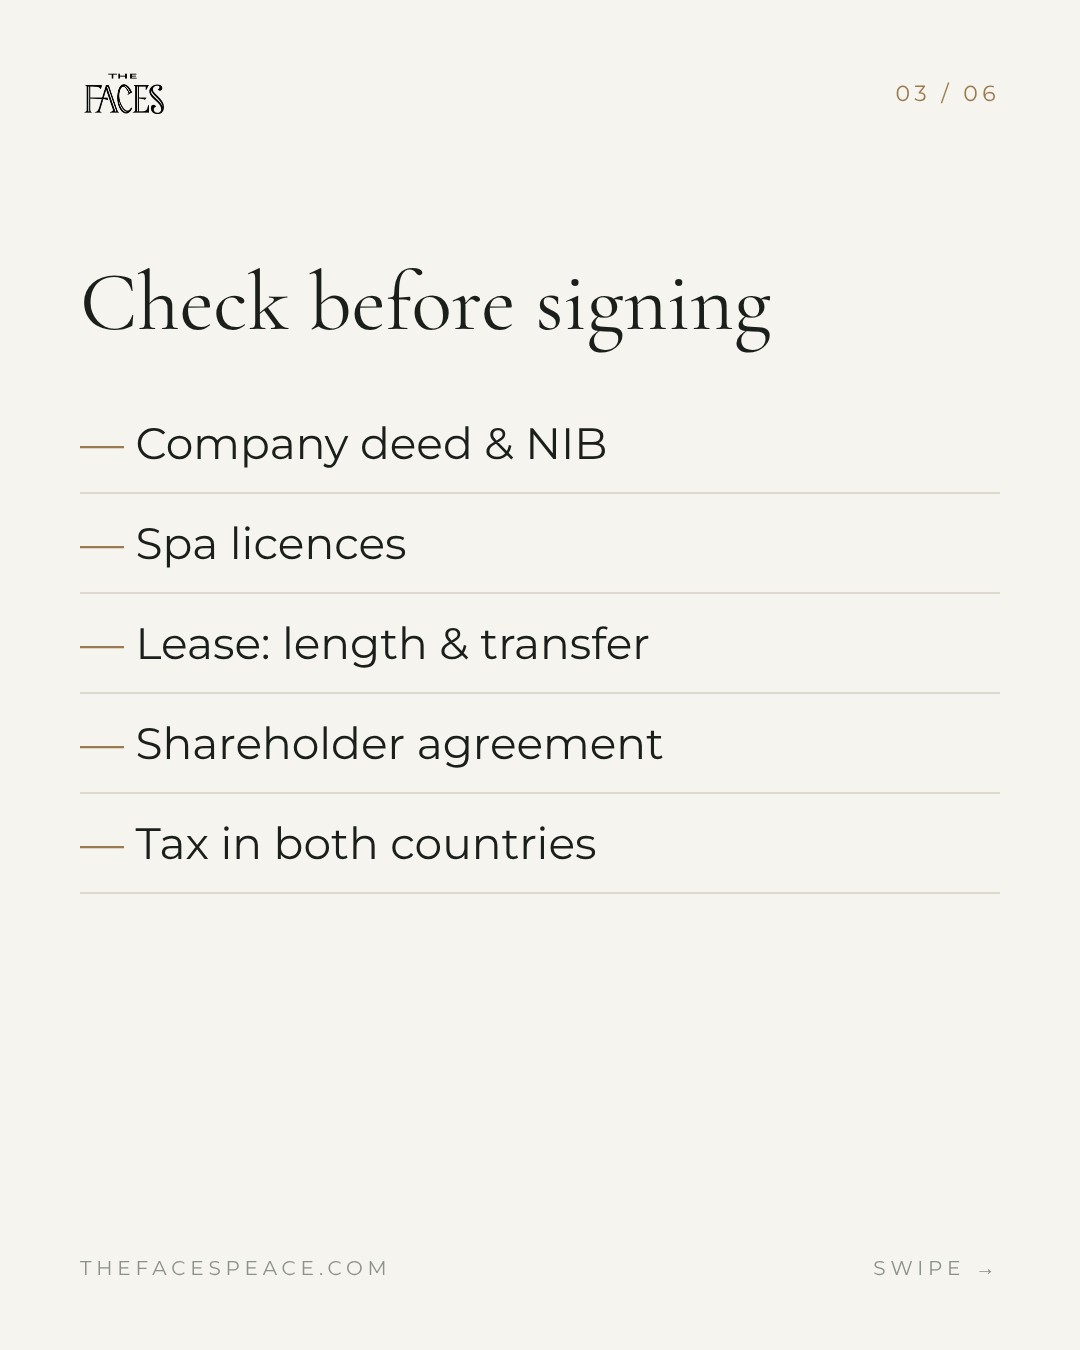 THE
FACES
03 / 06
Check before signing
— Company deed & NIB
— Spa licences
— Lease: length & transfer
— Shareholder agreement
— Tax in both countries
THEFACESPEACE.COM
SWIPE →